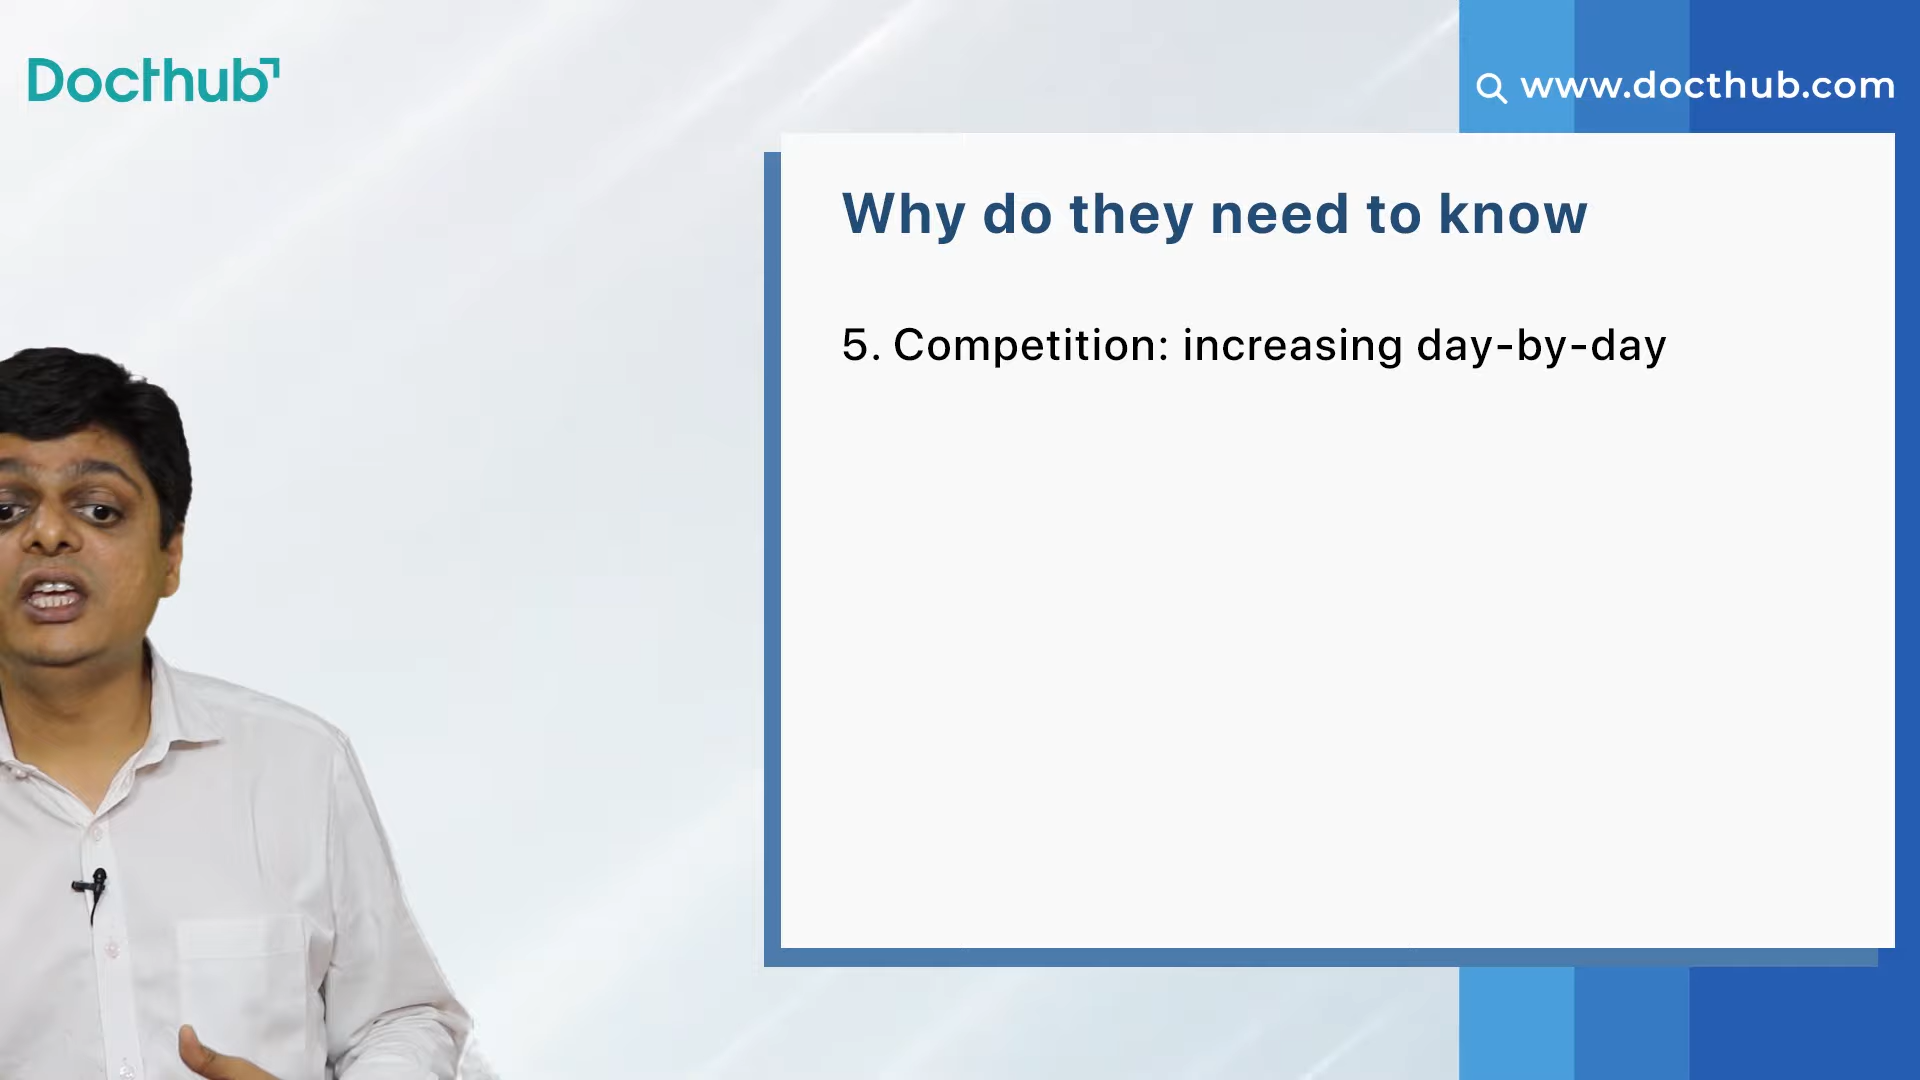 Docthub
www.docthub.com
Why do they need to know
5. Competition: increasing day-by-day